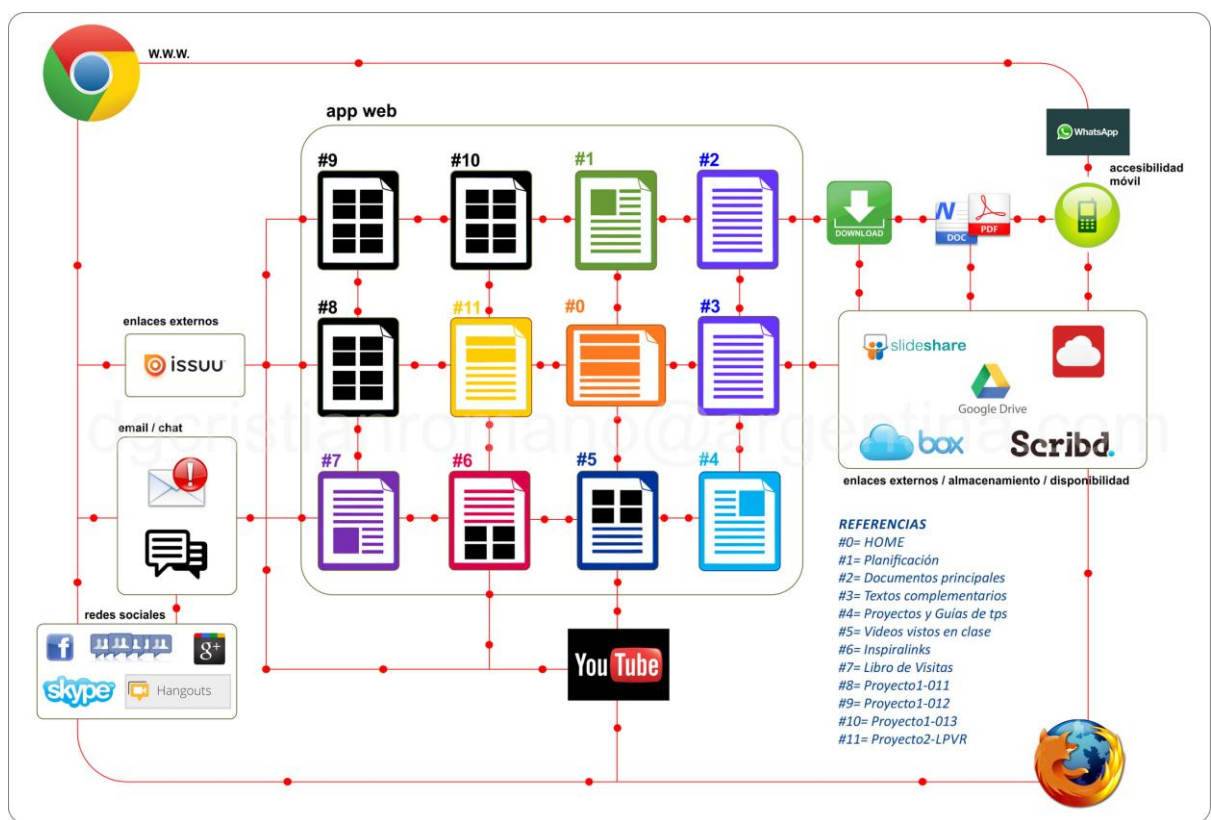 W.W.W.
WhatsApp
accesibilidad
móvil
app web
#9
#10
#1
#2
DOWNLOAD
W
DOC
PDF
enlaces externos
issuu
#8
#11
#0
#3
slideshare
Google Drive
box
Scribd.
enlaces externos / almacenamiento / disponibilidad
dgcristianromano@argentina.com
email / chat
#7
#6
#5
#4
redes sociales
f
g+
skype
Hangouts
You Tube
REFERENCIAS
#0= HOME
#1= Planificación
#2= Documentos principales
#3= Textos complementarios
#4= Proyectos y Guías de tps
#5= Videos vistos en clase
#6= Inspiralinks
#7= Libro de Visitas
#8= Proyecto1-011
#9= Proyecto1-012
#10= Proyecto1-013
#11= Proyecto2-LPVR